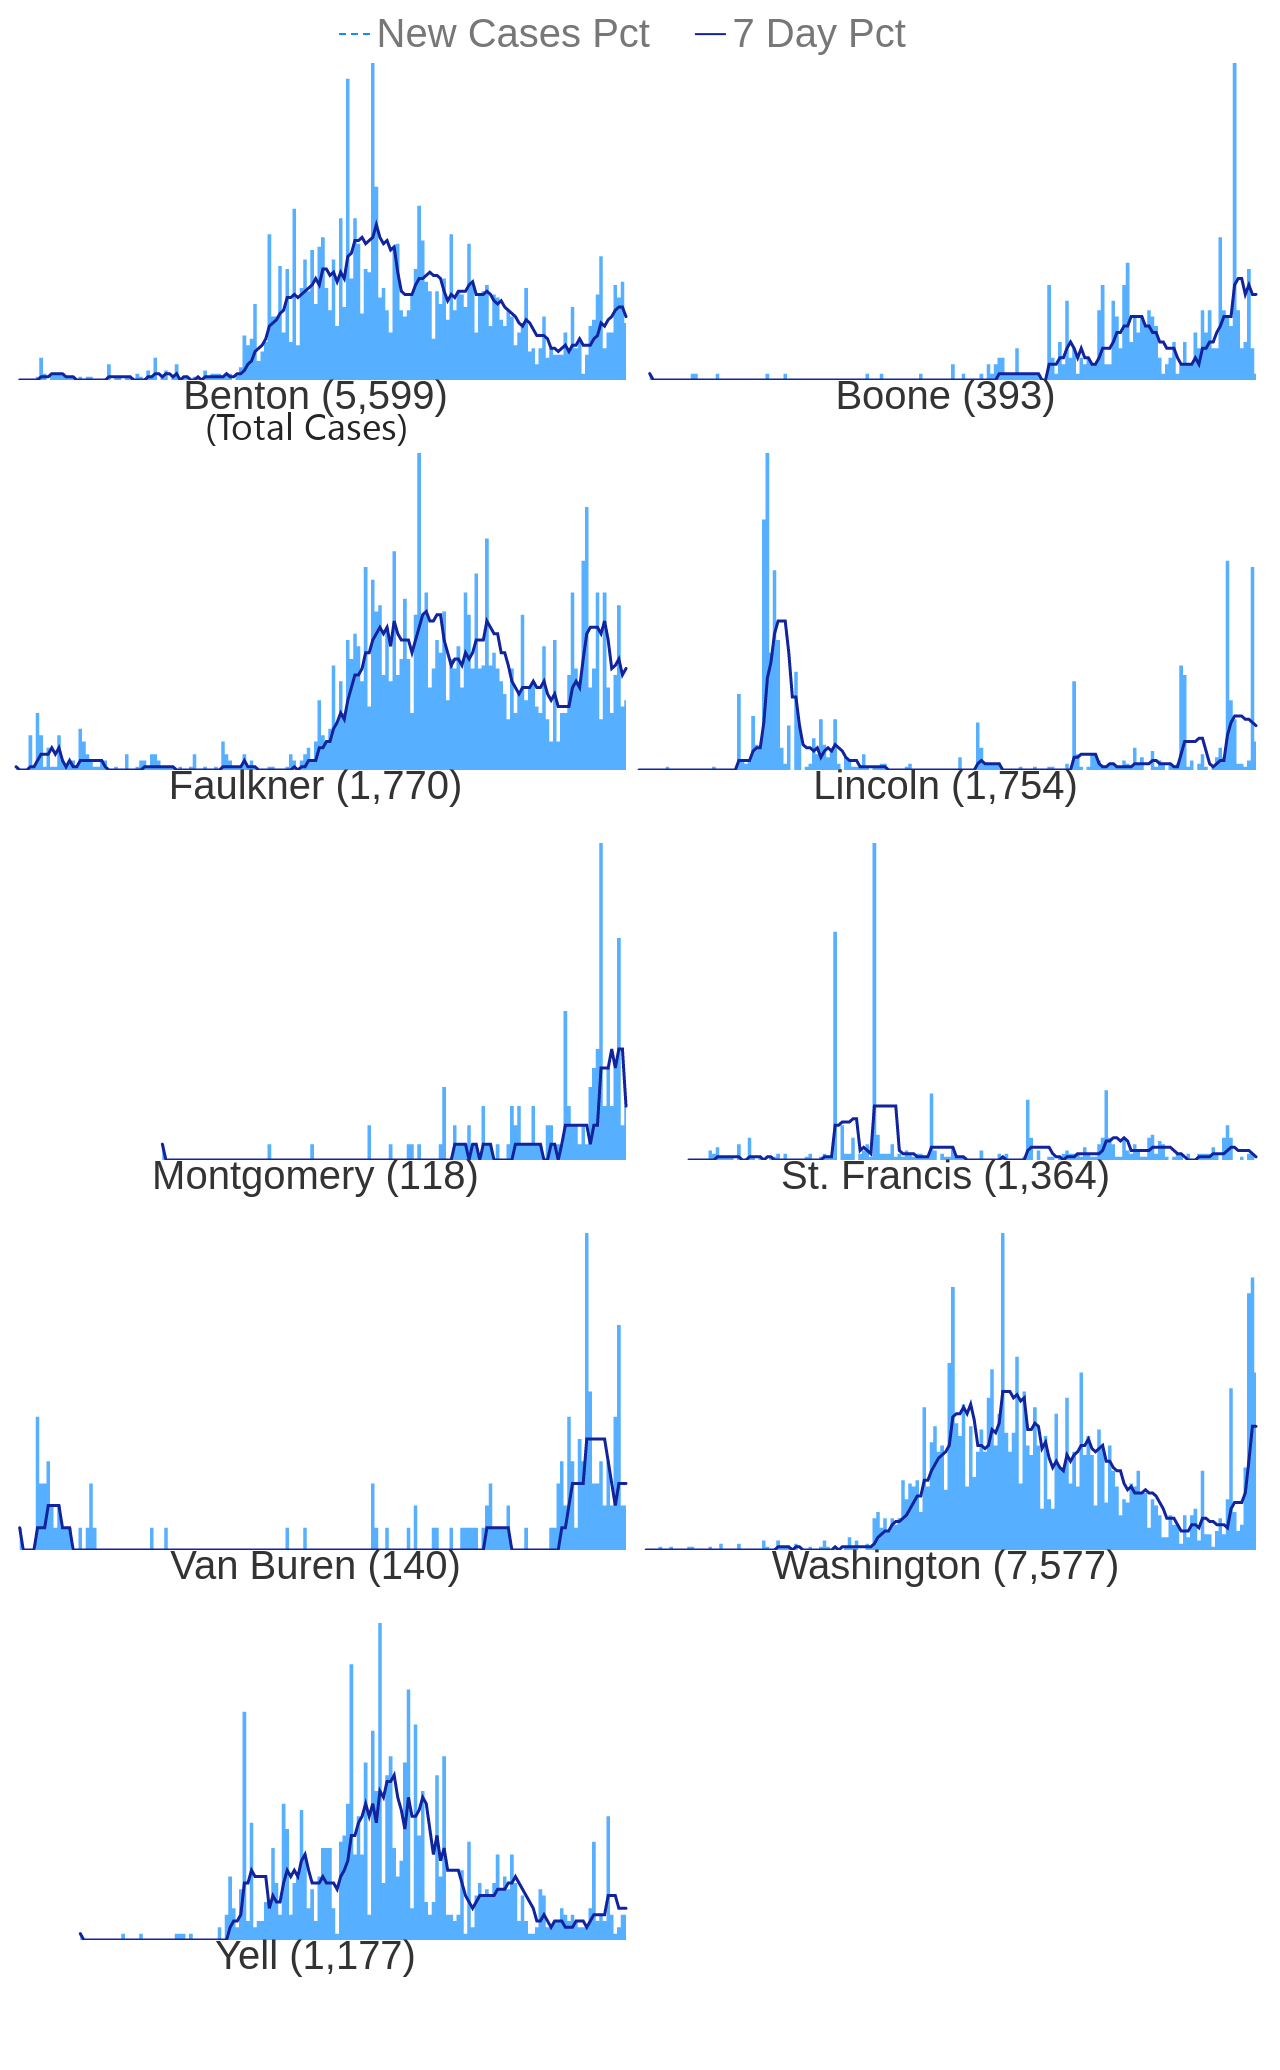 New Cases Pct 7 Day Pct
Benton (5,599) Boone (393)
(Total Cases)
Faulkner (1,770) Lincoln (1,754)
Montgomery (118) St. Francis (1,364)
Van Buren (140) Washington (7,577)
Yell (1,177)